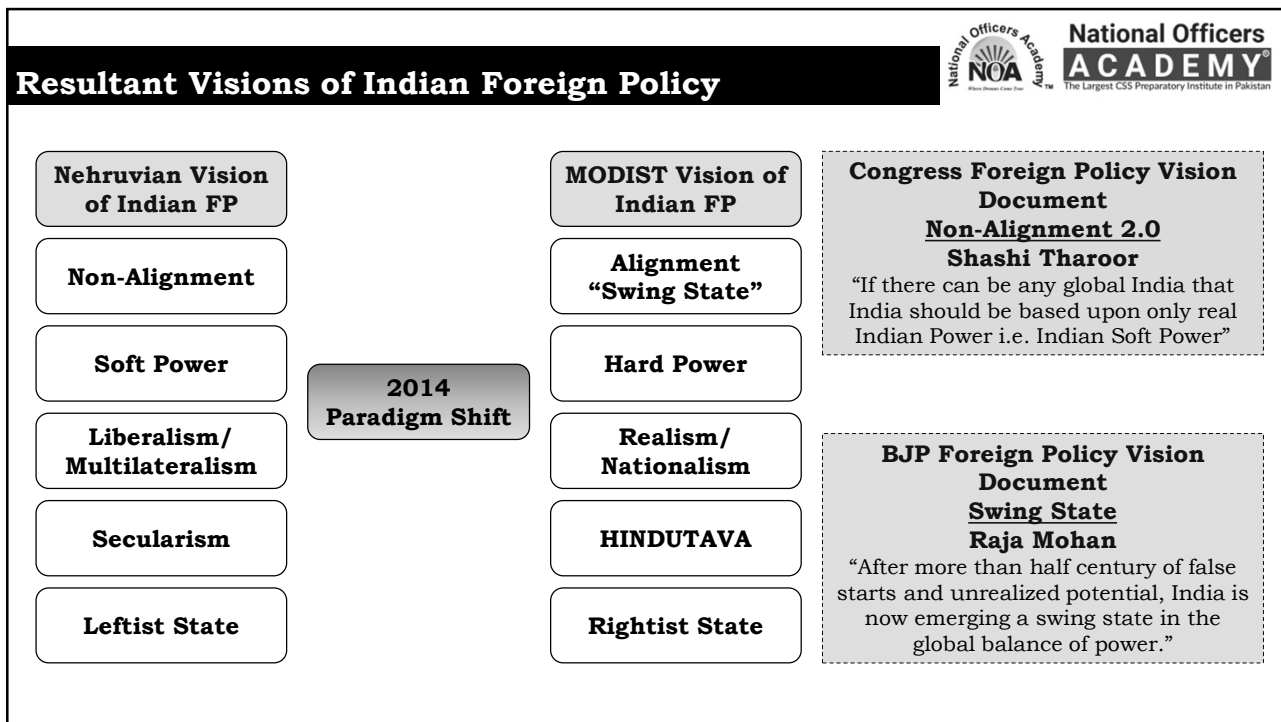 National Officers Academy
NOA
Where Dreams Come True
TM
National Officers
ACADEMY®
The Largest CSS Preparatory Institute in Pakistan
Resultant Visions of Indian Foreign Policy
Nehruvian Vision
of Indian FP
Non-Alignment
Soft Power
Liberalism/
Multilateralism
Secularism
Leftist State
2014
Paradigm Shift
MODIST Vision of
Indian FP
Alignment
“Swing State”
Hard Power
Realism/
Nationalism
HINDUTAVA
Rightist State
Congress Foreign Policy Vision
Document
Non-Alignment 2.0
Shashi Tharoor
“If there can be any global India that
India should be based upon only real
Indian Power i.e. Indian Soft Power”
BJP Foreign Policy Vision
Document
Swing State
Raja Mohan
“After more than half century of false
starts and unrealized potential, India is
now emerging a swing state in the
global balance of power.”